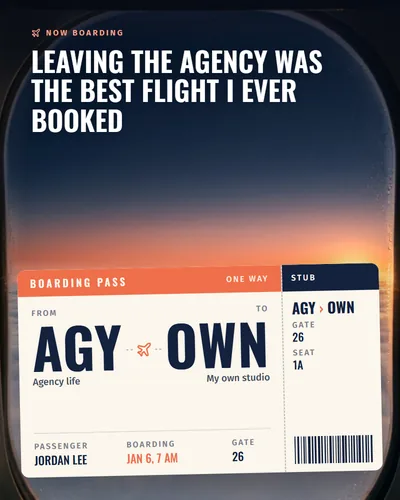 NOW BOARDING
LEAVING THE AGENCY WAS
THE BEST FLIGHT I EVER
BOOKED
BOARDING PASS
ONE WAY
FROM
TO
AGY
OWN
Agency life
My own studio
PASSENGER
BOARDING
GATE
JORDAN LEE
JAN 6, 7 AM
26
STUB
AGY › OWN
GATE
26
SEAT
1A